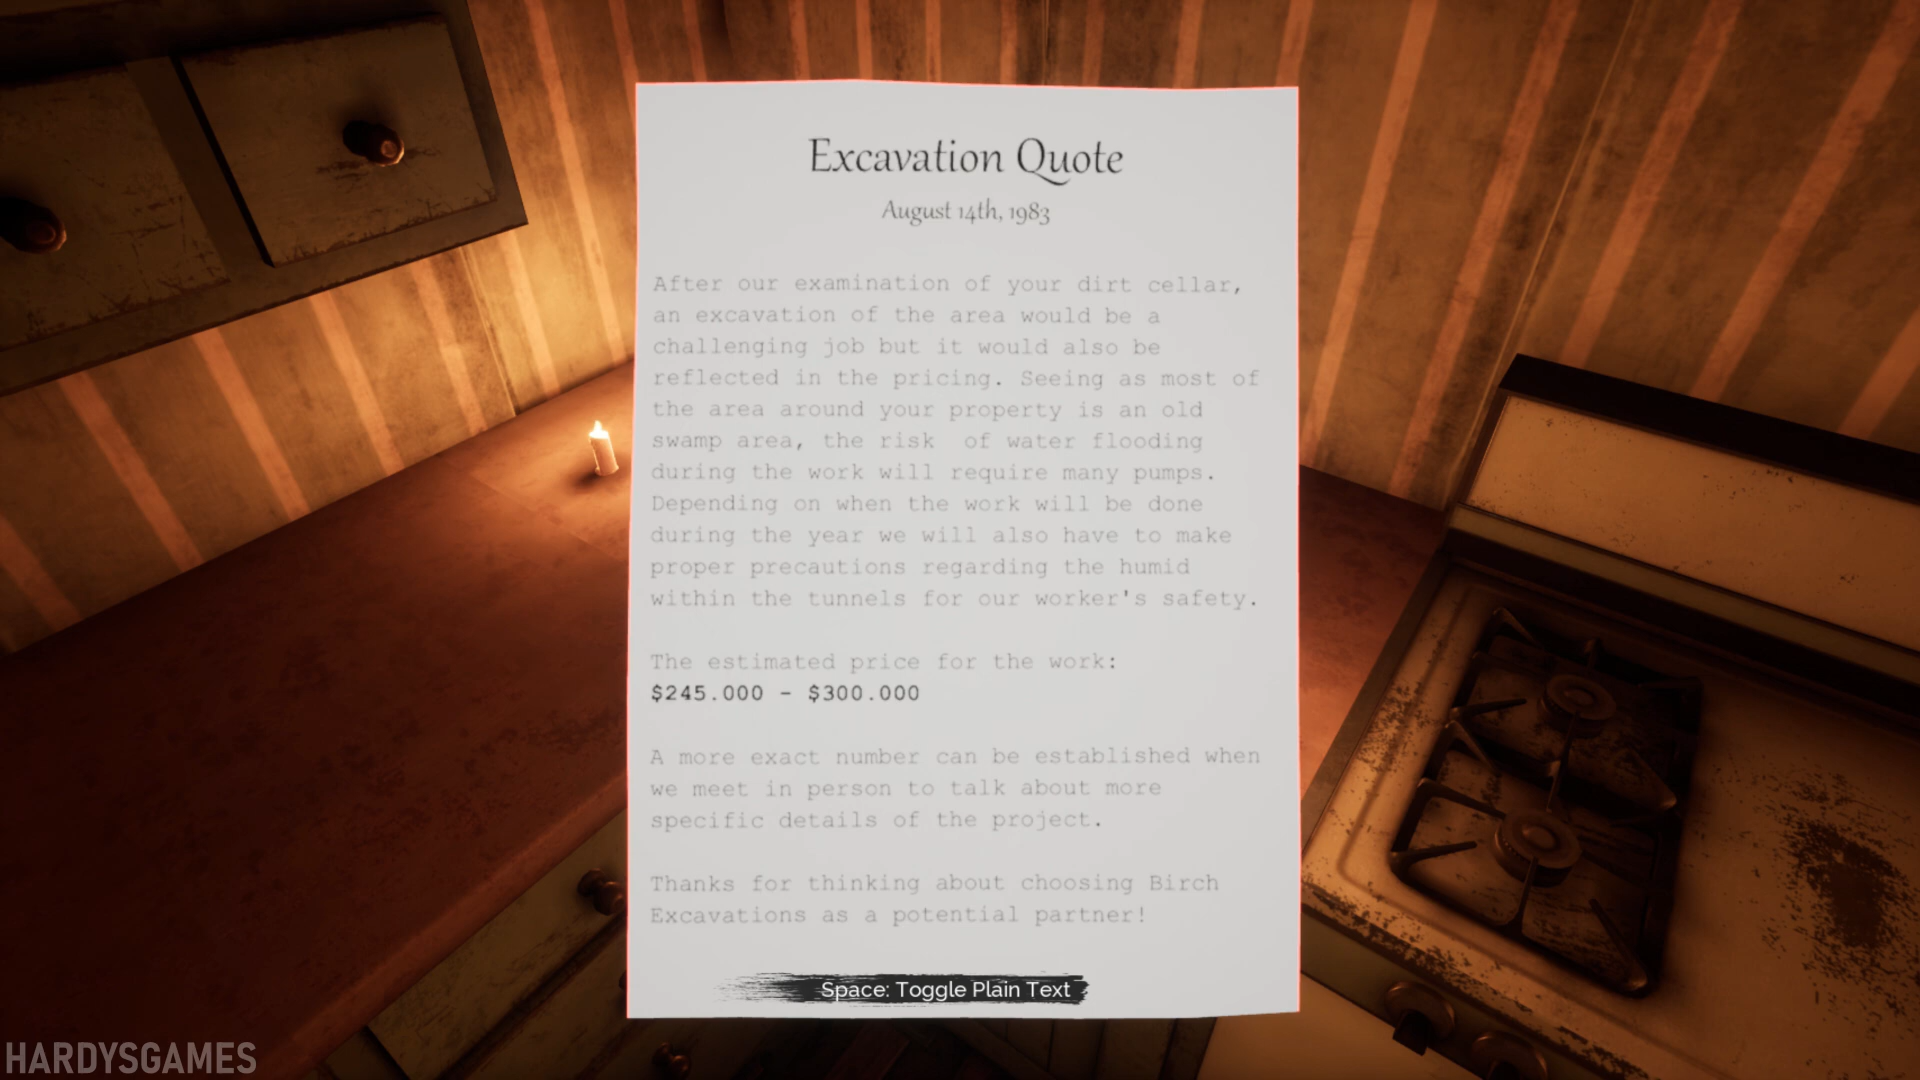 Excavation Quote
August 14th, 1983
After our examination of your dirt cellar,
an excavation of the area would be a
challenging job but it would also be
reflected in the pricing. Seeing as most of
the area around your property is an old
swamp area, the risk  of water flooding
during the work will require many pumps.
Depending on when the work will be done
during the year we will also have to make
proper precautions regarding the humid
within the tunnels for our worker's safety.
The estimated price for the work:
$245.000 - $300.000
A more exact number can be established when
we meet in person to talk about more
specific details of the project.
Thanks for thinking about choosing Birch
Excavations as a potential partner!
Space: Toggle Plain Text
HARDYSGAMES